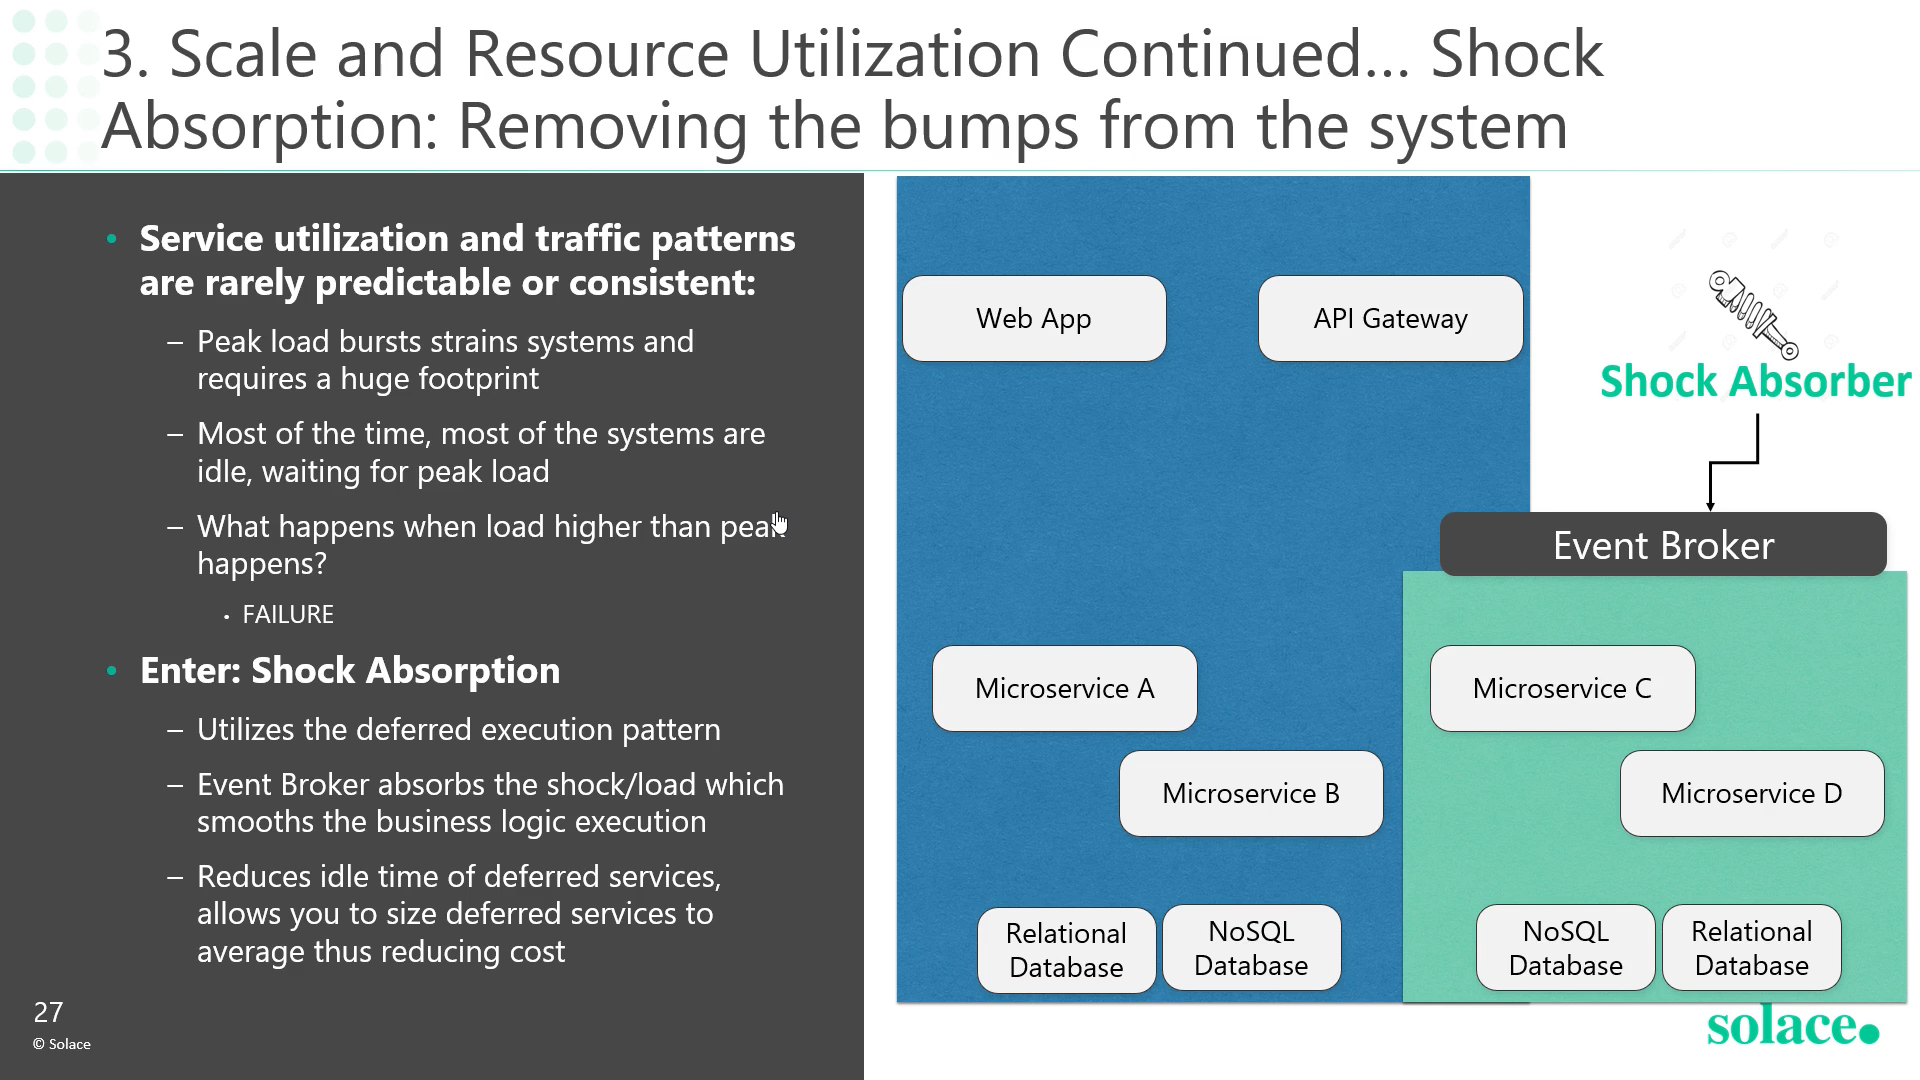 3. Scale and Resource Utilization Continued... Shock
Absorption: Removing the bumps from the system
• Service utilization and traffic patterns
are rarely predictable or consistent:
– Peak load bursts strains systems and
requires a huge footprint
– Most of the time, most of the systems are
idle, waiting for peak load
– What happens when load higher than peak
happens?
• FAILURE
• Enter: Shock Absorption
– Utilizes the deferred execution pattern
– Event Broker absorbs the shock/load which
smooths the business logic execution
– Reduces idle time of deferred services,
allows you to size deferred services to
average thus reducing cost
27
© Solace
Web App
API Gateway
Shock Absorber
Event Broker
Microservice A
Microservice C
Microservice B
Microservice D
Relational
Database
NoSQL
Database
NoSQL
Database
Relational
Database
solace.